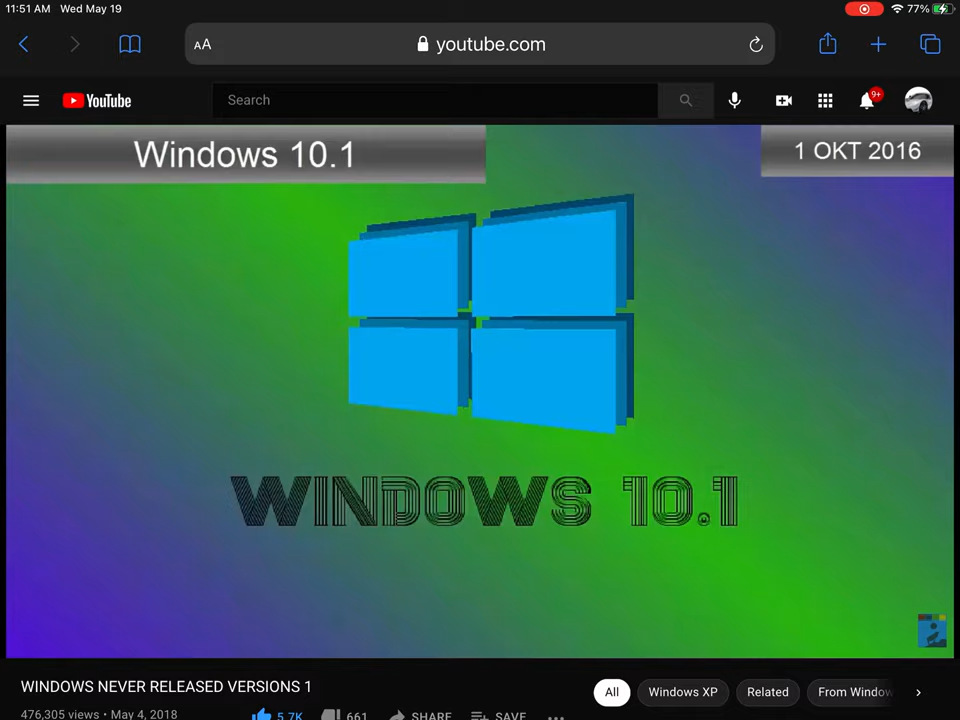 11:51 AM Wed May 19 77%
AA youtube.com
YouTube Search 9+
Windows 10.1 1 OKT 2016
WINDOWS 10.1
WINDOWS NEVER RELEASED VERSIONS 1
All Windows XP Related From Window
476,305 views • May 4, 2018 5.7K 661 SHARE SAVE